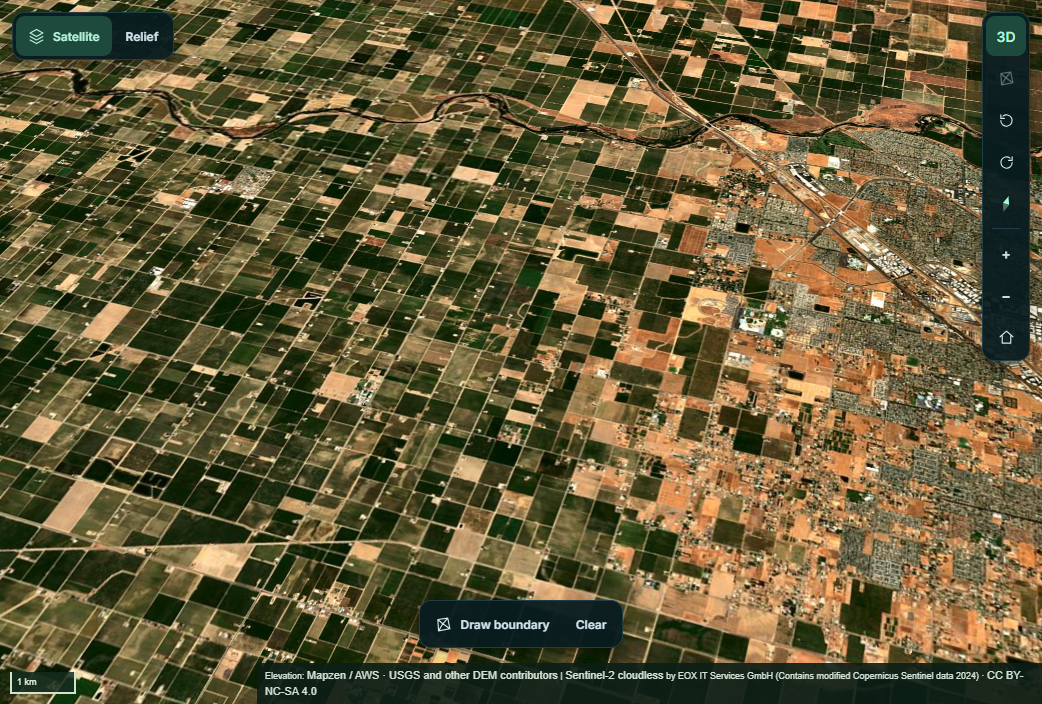 Satellite
Relief
3D
Draw boundary
Clear
1 km
Elevation: Mapzen / AWS · USGS and other DEM contributors | Sentinel-2 cloudless by EOX IT Services GmbH (Contains modified Copernicus Sentinel data 2024) · CC BY-
NC-SA 4.0